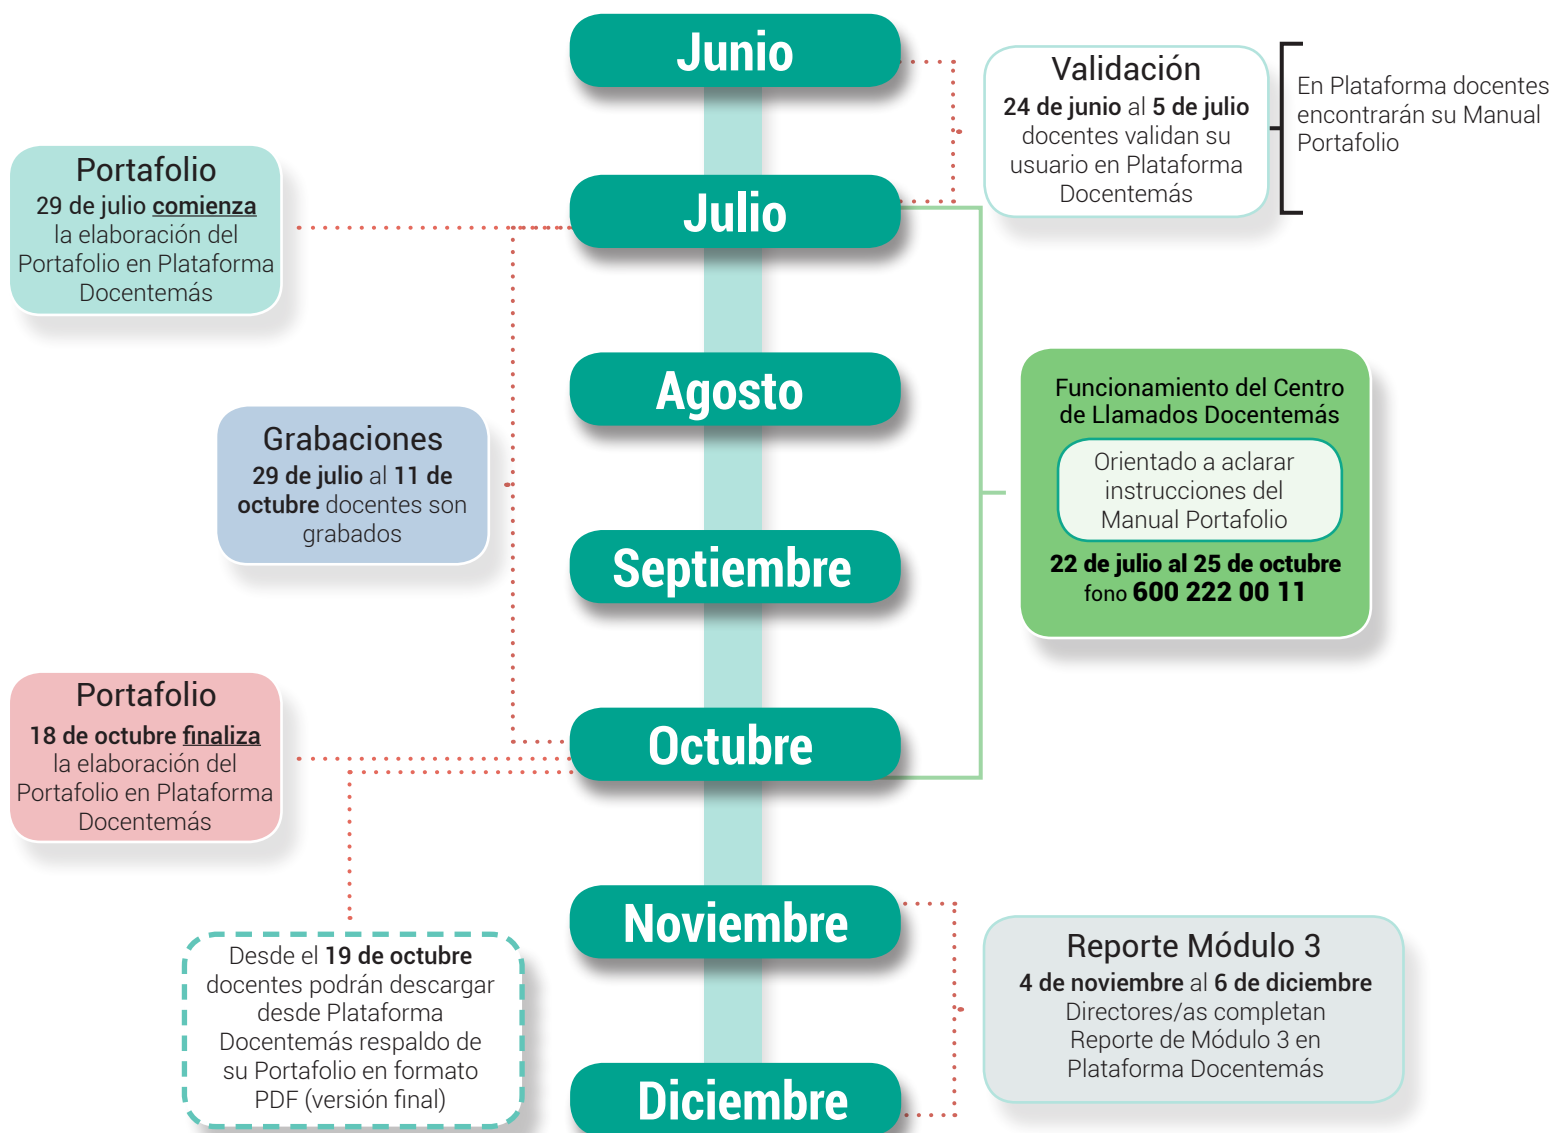 Junio
Validación
24 de junio al 5 de julio
docentes validan su
usuario en Plataforma
Docentemás
En Plataforma docentes
encontrarán su Manual
Portafolio
Portafolio
29 de julio comienza
la elaboración del
Portafolio en Plataforma
Docentemás
Julio
Agosto
Funcionamiento del Centro
de Llamados Docentemás
Orientado a aclarar
instrucciones del
Manual Portafolio
22 de julio al 25 de octubre
fono 600 222 00 11
Grabaciones
29 de julio al 11 de
octubre docentes son
grabados
Septiembre
Portafolio
18 de octubre finaliza
la elaboración del
Portafolio en Plataforma
Docentemás
Octubre
Noviembre
Desde el 19 de octubre
docentes podrán descargar
desde Plataforma
Docentemás respaldo de
su Portafolio en formato
PDF (versión final)
Reporte Módulo 3
4 de noviembre al 6 de diciembre
Directores/as completan
Reporte de Módulo 3 en
Plataforma Docentemás
Diciembre